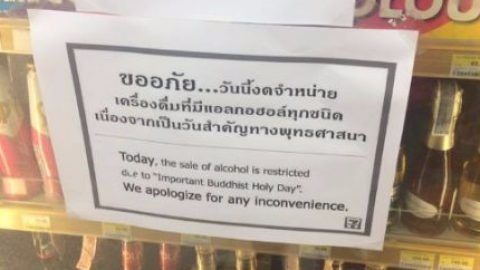 ขออภัย...วันนี้งดจำหน่าย
เครื่องดื่มที่มีแอลกอฮอล์ทุกชนิด
เนื่องจากเป็นวันสำคัญทางพุทธศาสนา
Today, the sale of alcohol is restricted
due to "Important Buddhist Holy Day".
We apologize for any inconvenience.